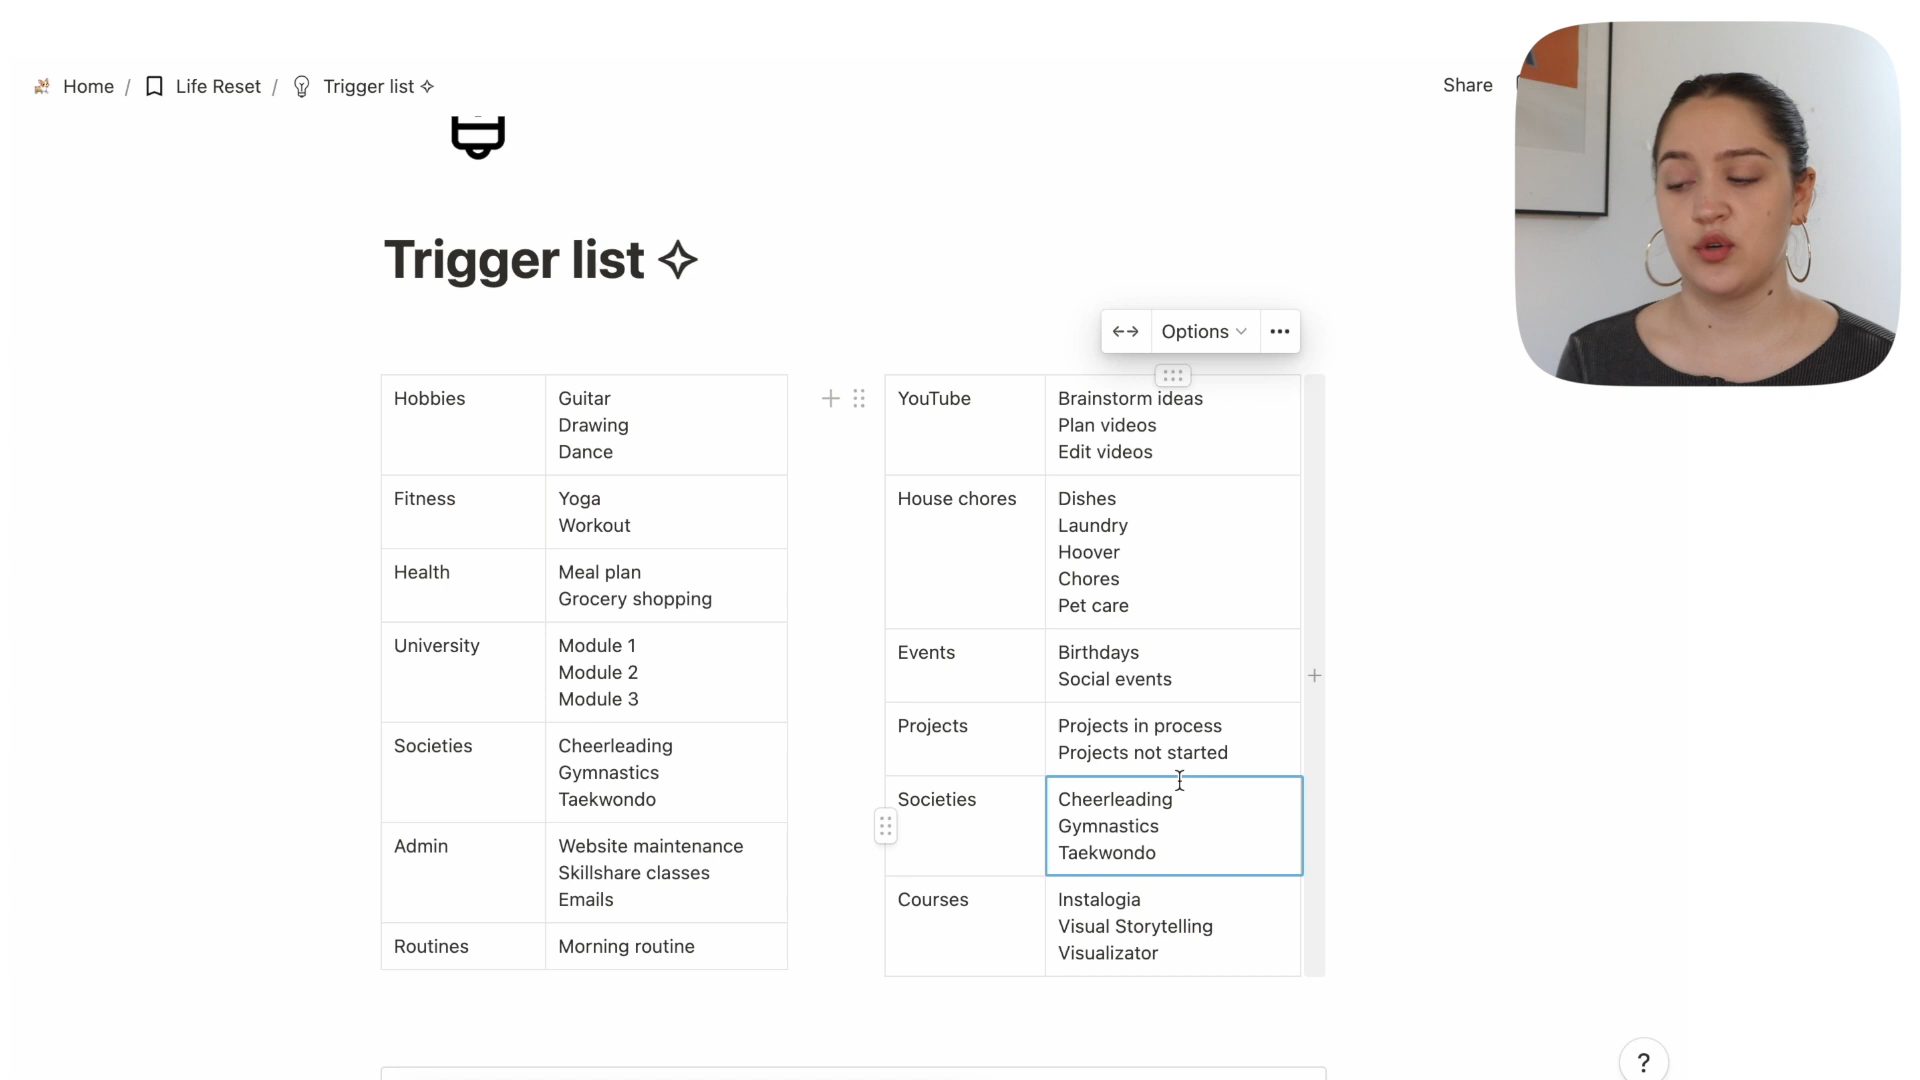 Home / Life Reset / Trigger list ✧
Share
Trigger list ✧
Options
Hobbies
Guitar
Drawing
Dance
Fitness
Yoga
Workout
Health
Meal plan
Grocery shopping
University
Module 1
Module 2
Module 3
Societies
Cheerleading
Gymnastics
Taekwondo
Admin
Website maintenance
Skillshare classes
Emails
Routines
Morning routine
YouTube
Brainstorm ideas
Plan videos
Edit videos
House chores
Dishes
Laundry
Hoover
Chores
Pet care
Events
Birthdays
Social events
Projects
Projects in process
Projects not started
Societies
Cheerleading
Gymnastics
Taekwondo
Courses
Instalogia
Visual Storytelling
Visualizator
?